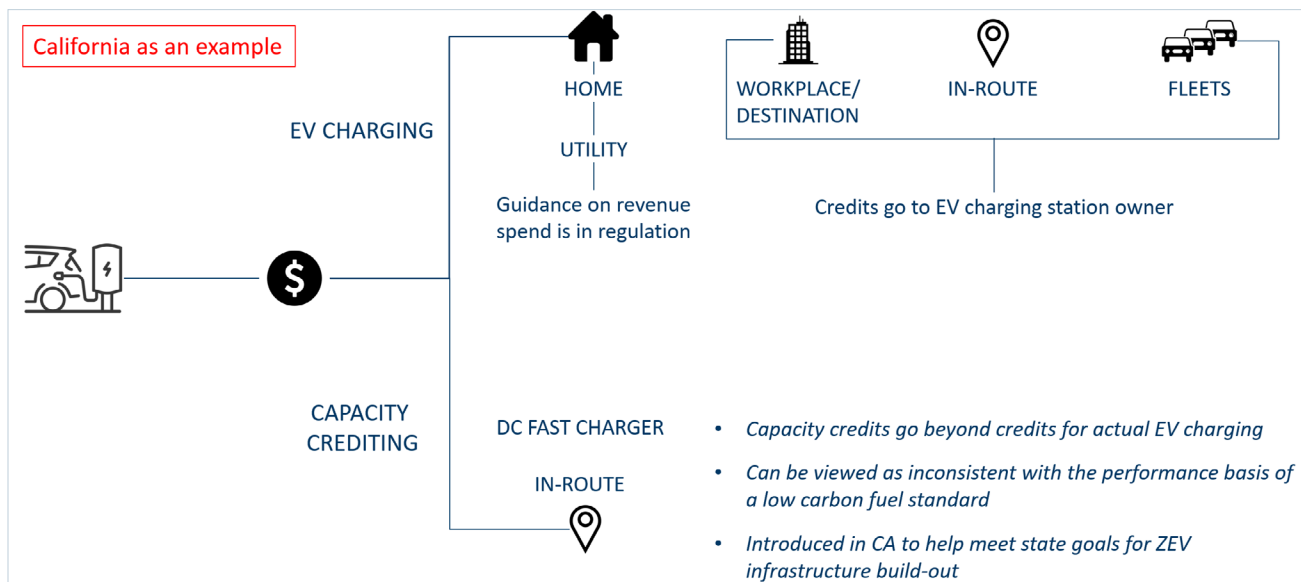 California as an example
EV CHARGING
HOME
UTILITY
Guidance on revenue
spend is in regulation
WORKPLACE/
DESTINATION
IN-ROUTE
FLEETS
Credits go to EV charging station owner
$
CAPACITY
CREDITING
DC FAST CHARGER
IN-ROUTE
• Capacity credits go beyond credits for actual EV charging
• Can be viewed as inconsistent with the performance basis of
a low carbon fuel standard
• Introduced in CA to help meet state goals for ZEV
infrastructure build-out